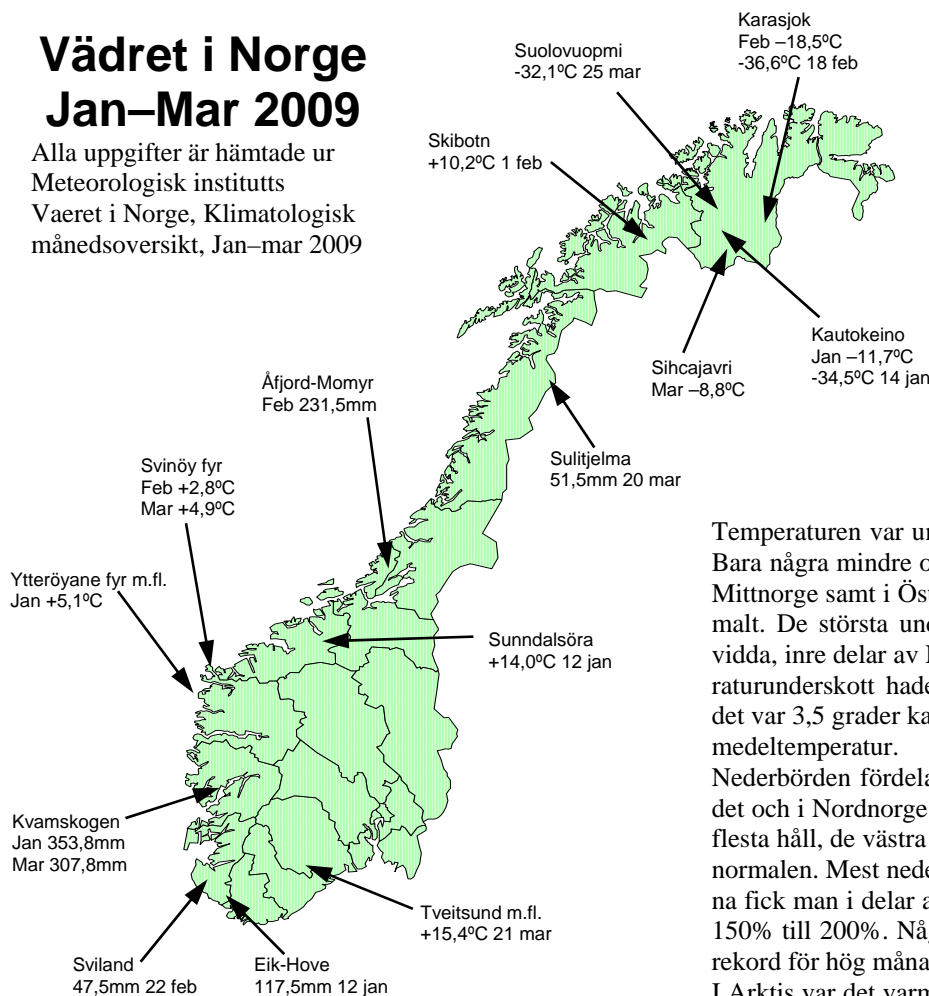 Vädret i Norge
Jan–Mar 2009
Alla uppgifter är hämtade ur
Meteorologisk institutts
Vaeret i Norge, Klimatologisk
månedsoversikt, Jan–mar 2009
Karasjok
Feb –18,5ºC
-36,6ºC 18 feb
Suolovuopmi
-32,1ºC 25 mar
Skibotn
+10,2ºC 1 feb
Kautokeino
Jan –11,7ºC
-34,5ºC 14 jan
Sihcajavri
Mar –8,8ºC
Åfjord-Momyr
Feb 231,5mm
Sulitjelma
51,5mm 20 mar
Svinöy fyr
Feb +2,8ºC
Mar +4,9ºC
Ytteröyane fyr m.fl.
Jan +5,1ºC
Sunndalsöra
+14,0ºC 12 jan
Kvamskogen
Jan 353,8mm
Mar 307,8mm
Tveitsund m.fl.
+15,4ºC 21 mar
Sviland
47,5mm 22 feb
Eik-Hove
117,5mm 12 jan
Temperaturen var un
Bara några mindre o
Mittnorge samt i Ös
malt. De största und
vidda, inre delar av
raturunderskott hade
det var 3,5 grader ka
medeltemperatur.
Nederbörden fördela
det och i Nordnorge
flesta håll, de västra
normalen. Mest nede
na fick man i delar a
150% till 200%. Någ
rekord för hög måna
I Arktis var det varm